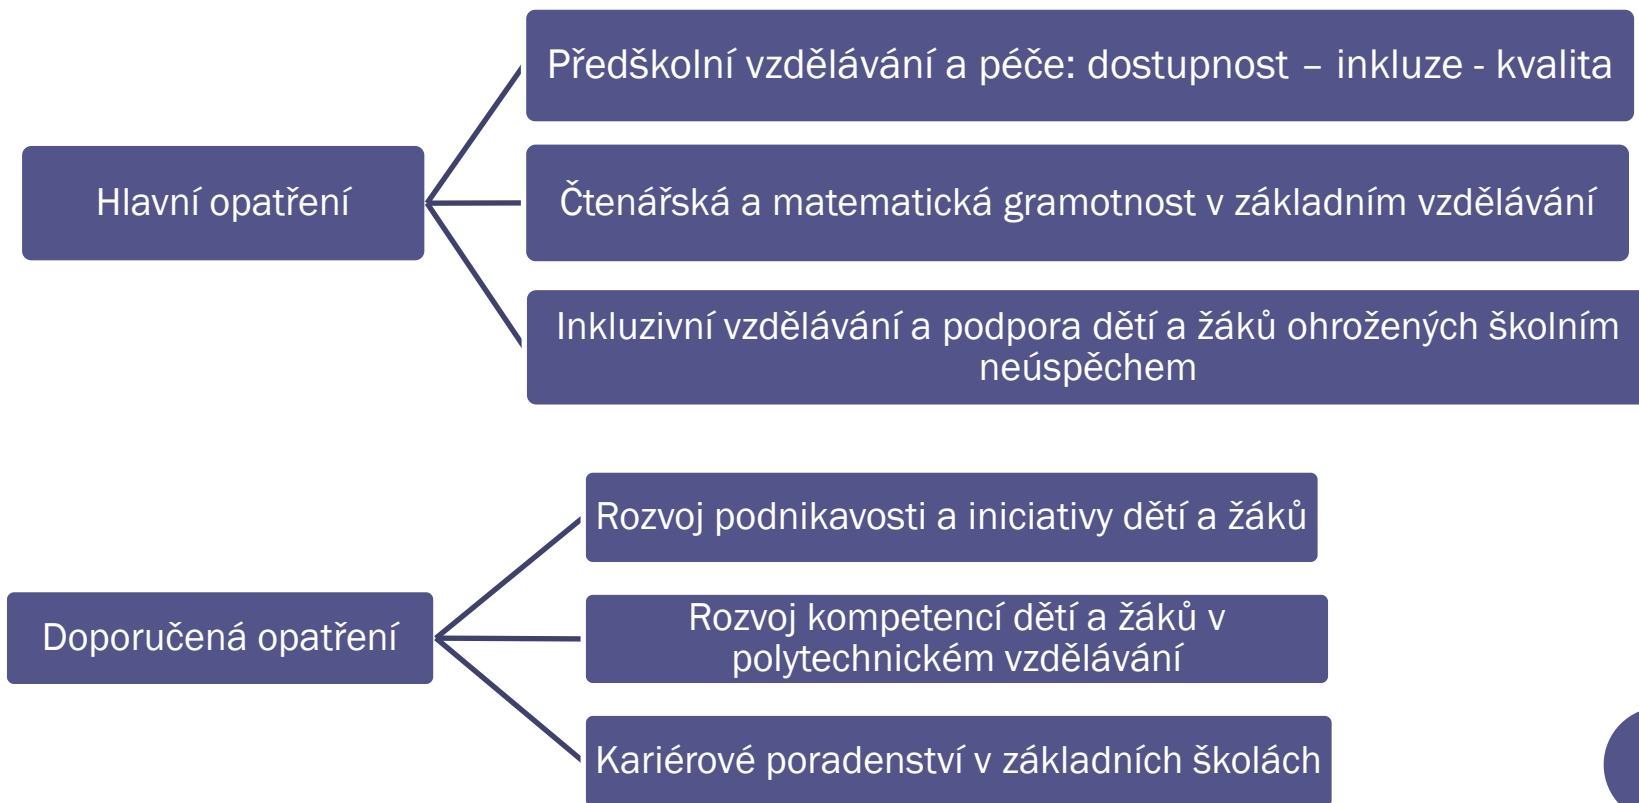 Předškolní vzdělávání a péče: dostupnost – inkluze - kvalita
Hlavní opatření
Čtenářská a matematická gramotnost v základním vzdělávání
Inkluzivní vzdělávání a podpora dětí a žáků ohrožených školním
neúspěchem
Rozvoj podnikavosti a iniciativy dětí a žáků
Doporučená opatření
Rozvoj kompetencí dětí a žáků v
polytechnickém vzdělávání
Kariérové poradenství v základních školách